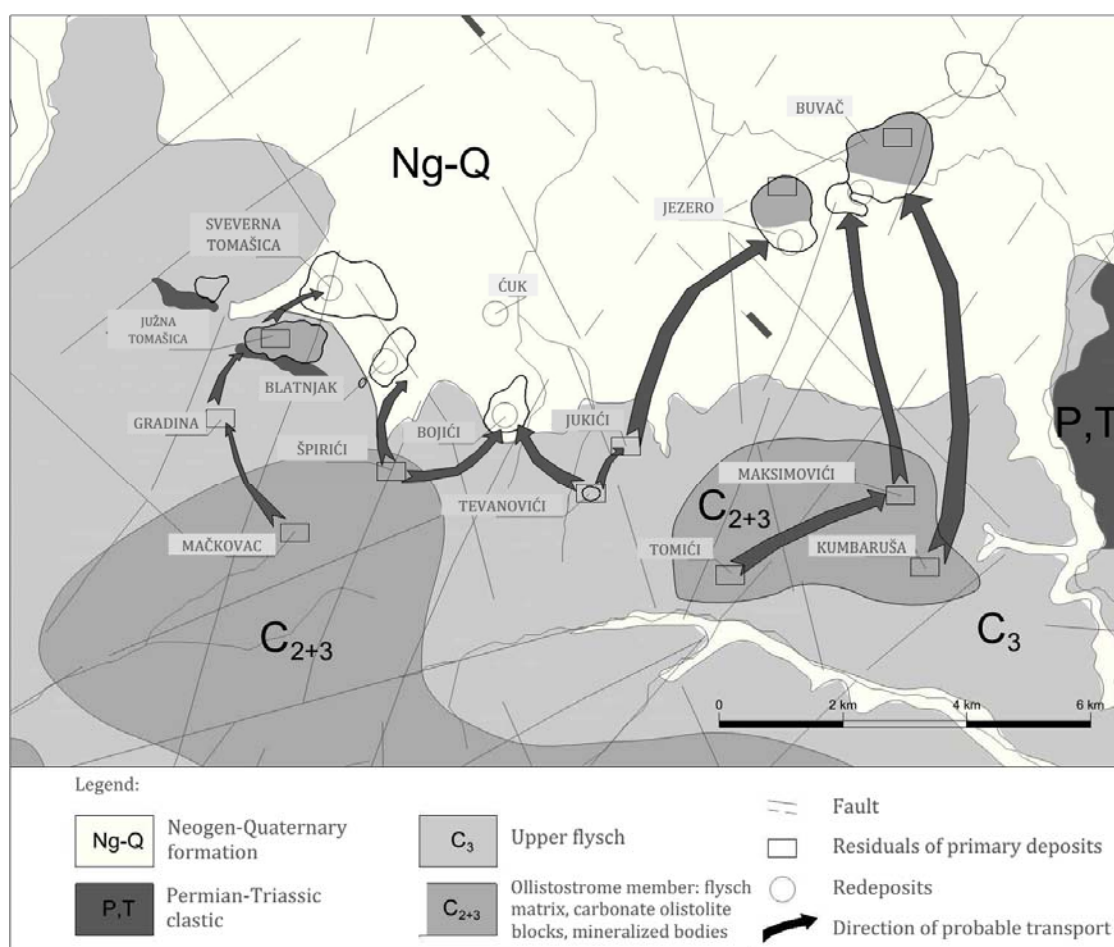 BUVAČ
Ng-Q
SVEVERNA
TOMAŠICA
JEZERO
ĆUK
JUŽNA
TOMAŠICA
BLATNJAK
GRADINA
BOJIĆI
JUKIĆI
P,T
ŠPIRIĆI
MAKSIMOVIĆI
TEVANOVIĆI
C2+3
MAČKOVAC
TOMIĆI
KUMBARUŠA
C2+3
C3
0
2 km
4 km
6 km
Legend:
Ng-Q
Neogen-Quaternary
formation
P,T
Permian-Triassic
clastic
C3
Upper flysch
C2+3
Ollistostrome member: flysch
matrix, carbonate olistolite
blocks, mineralized bodies
Fault
Residuals of primary deposits
Redeposits
Direction of probable transport